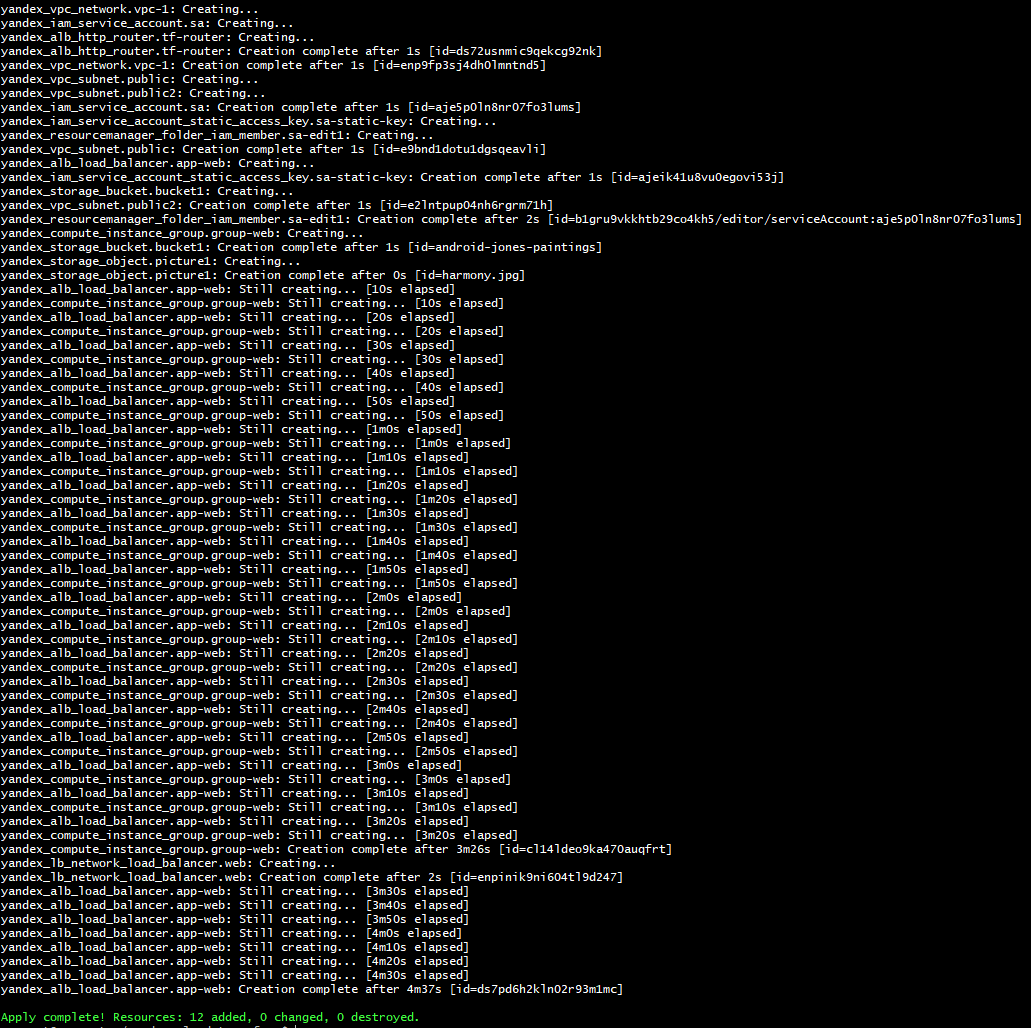 yandex_vpc_network.vpc-1: Creating...
yandex_iam_service_account.sa: Creating...
yandex_alb_http_router.tf-router: Creating...
yandex_alb_http_router.tf-router: Creation complete after 1s [id=ds72usnmic9qekcg92nk]
yandex_vpc_network.vpc-1: Creation complete after 1s [id=enp9fp3sj4dh0lmntnd5]
yandex_vpc_subnet.public: Creating...
yandex_vpc_subnet.public2: Creating...
yandex_iam_service_account.sa: Creation complete after 1s [id=aje5p0ln8nr07fo3lums]
yandex_iam_service_account_static_access_key.sa-static-key: Creating...
yandex_resourcemanager_folder_iam_member.sa-edit1: Creating...
yandex_vpc_subnet.public: Creation complete after 1s [id=e9bnd1dotu1dgsqeavli]
yandex_alb_load_balancer.app-web: Creating...
yandex_iam_service_account_static_access_key.sa-static-key: Creation complete after 1s [id=ajeik41u8vu0egovi53j]
yandex_storage_bucket.bucket1: Creating...
yandex_vpc_subnet.public2: Creation complete after 1s [id=e2lntpup04nh6rgrm71h]
yandex_resourcemanager_folder_iam_member.sa-edit1: Creation complete after 2s [id=b1gru9vkkhtb29co4kh5/editor/serviceAccount:aje5p0ln8nr07fo3lums]
yandex_compute_instance_group.group-web: Creating...
yandex_storage_bucket.bucket1: Creation complete after 1s [id=android-jones-paintings]
yandex_storage_object.picture1: Creating...
yandex_storage_object.picture1: Creation complete after 0s [id=harmony.jpg]
yandex_alb_load_balancer.app-web: Still creating... [10s elapsed]
yandex_compute_instance_group.group-web: Still creating... [10s elapsed]
yandex_alb_load_balancer.app-web: Still creating... [20s elapsed]
yandex_compute_instance_group.group-web: Still creating... [20s elapsed]
yandex_alb_load_balancer.app-web: Still creating... [30s elapsed]
yandex_compute_instance_group.group-web: Still creating... [30s elapsed]
yandex_alb_load_balancer.app-web: Still creating... [40s elapsed]
yandex_compute_instance_group.group-web: Still creating... [40s elapsed]
yandex_alb_load_balancer.app-web: Still creating... [50s elapsed]
yandex_compute_instance_group.group-web: Still creating... [50s elapsed]
yandex_alb_load_balancer.app-web: Still creating... [1m0s elapsed]
yandex_compute_instance_group.group-web: Still creating... [1m0s elapsed]
yandex_alb_load_balancer.app-web: Still creating... [1m10s elapsed]
yandex_compute_instance_group.group-web: Still creating... [1m10s elapsed]
yandex_alb_load_balancer.app-web: Still creating... [1m20s elapsed]
yandex_compute_instance_group.group-web: Still creating... [1m20s elapsed]
yandex_alb_load_balancer.app-web: Still creating... [1m30s elapsed]
yandex_compute_instance_group.group-web: Still creating... [1m30s elapsed]
yandex_alb_load_balancer.app-web: Still creating... [1m40s elapsed]
yandex_compute_instance_group.group-web: Still creating... [1m40s elapsed]
yandex_alb_load_balancer.app-web: Still creating... [1m50s elapsed]
yandex_compute_instance_group.group-web: Still creating... [1m50s elapsed]
yandex_alb_load_balancer.app-web: Still creating... [2m0s elapsed]
yandex_compute_instance_group.group-web: Still creating... [2m0s elapsed]
yandex_alb_load_balancer.app-web: Still creating... [2m10s elapsed]
yandex_compute_instance_group.group-web: Still creating... [2m10s elapsed]
yandex_alb_load_balancer.app-web: Still creating... [2m20s elapsed]
yandex_compute_instance_group.group-web: Still creating... [2m20s elapsed]
yandex_alb_load_balancer.app-web: Still creating... [2m30s elapsed]
yandex_compute_instance_group.group-web: Still creating... [2m30s elapsed]
yandex_alb_load_balancer.app-web: Still creating... [2m40s elapsed]
yandex_compute_instance_group.group-web: Still creating... [2m40s elapsed]
yandex_alb_load_balancer.app-web: Still creating... [2m50s elapsed]
yandex_compute_instance_group.group-web: Still creating... [2m50s elapsed]
yandex_alb_load_balancer.app-web: Still creating... [3m0s elapsed]
yandex_compute_instance_group.group-web: Still creating... [3m0s elapsed]
yandex_alb_load_balancer.app-web: Still creating... [3m10s elapsed]
yandex_compute_instance_group.group-web: Still creating... [3m10s elapsed]
yandex_alb_load_balancer.app-web: Still creating... [3m20s elapsed]
yandex_compute_instance_group.group-web: Still creating... [3m20s elapsed]
yandex_compute_instance_group.group-web: Creation complete after 3m26s [id=cl14ldeo9ka470auqfrt]
yandex_lb_network_load_balancer.web: Creating...
yandex_lb_network_load_balancer.web: Creation complete after 2s [id=enpinik9ni604tl9d247]
yandex_alb_load_balancer.app-web: Still creating... [3m30s elapsed]
yandex_alb_load_balancer.app-web: Still creating... [3m40s elapsed]
yandex_alb_load_balancer.app-web: Still creating... [3m50s elapsed]
yandex_alb_load_balancer.app-web: Still creating... [4m0s elapsed]
yandex_alb_load_balancer.app-web: Still creating... [4m10s elapsed]
yandex_alb_load_balancer.app-web: Still creating... [4m20s elapsed]
yandex_alb_load_balancer.app-web: Still creating... [4m30s elapsed]
yandex_alb_load_balancer.app-web: Creation complete after 4m37s [id=ds7pd6h2kln02r93m1mc]
Apply complete! Resources: 12 added, 0 changed, 0 destroyed.